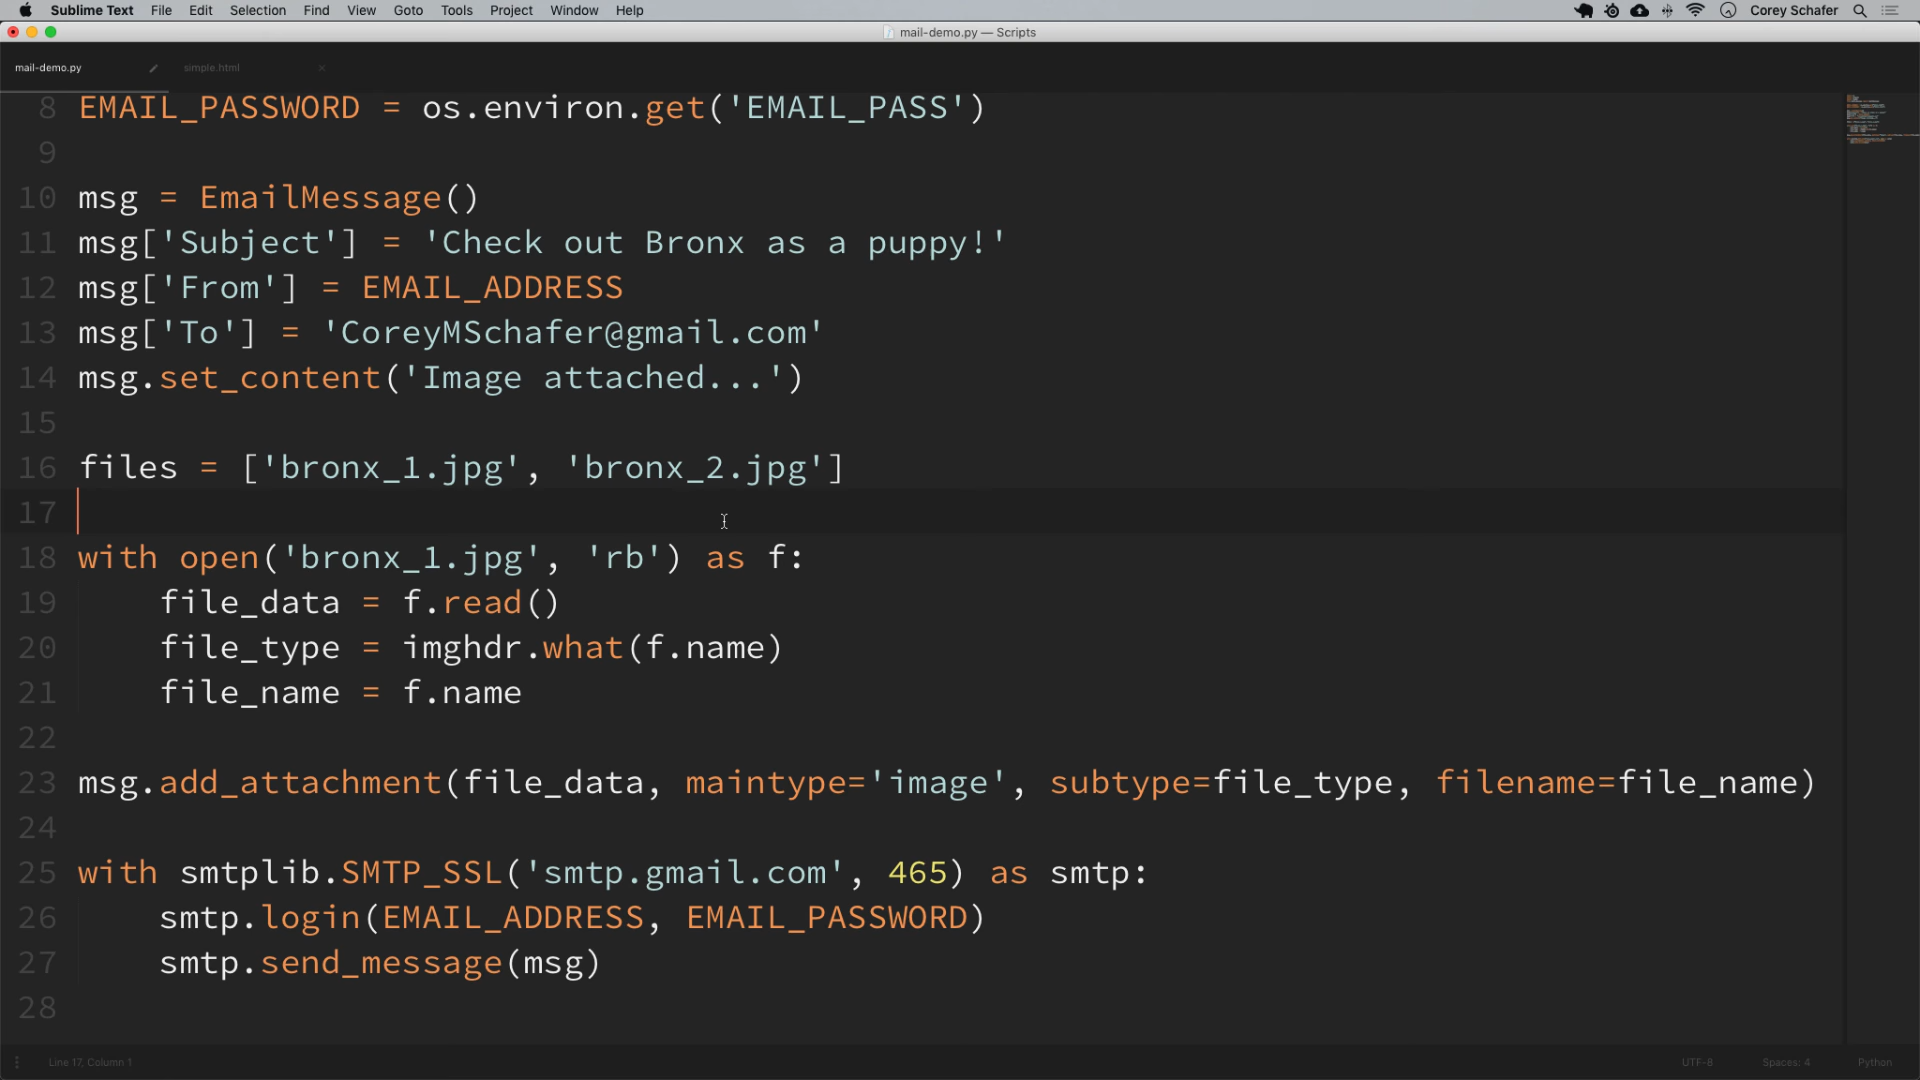 Sublime Text File Edit Selection Find View Goto Tools Project Window Help Corey Schafer
mail-demo.py — Scripts
mail-demo.py simple.html
8 EMAIL_PASSWORD = os.environ.get('EMAIL_PASS')
9
10 msg = EmailMessage()
11 msg['Subject'] = 'Check out Bronx as a puppy!'
12 msg['From'] = EMAIL_ADDRESS
13 msg['To'] = 'CoreyMSchafer@gmail.com'
14 msg.set_content('Image attached...')
15
16 files = ['bronx_1.jpg', 'bronx_2.jpg']
17
18 with open('bronx_1.jpg', 'rb') as f:
19     file_data = f.read()
20     file_type = imghdr.what(f.name)
21     file_name = f.name
22
23 msg.add_attachment(file_data, maintype='image', subtype=file_type, filename=file_name)
24
25 with smtplib.SMTP_SSL('smtp.gmail.com', 465) as smtp:
26     smtp.login(EMAIL_ADDRESS, EMAIL_PASSWORD)
27     smtp.send_message(msg)
28
Line 17, Column 1 UTF-8 Spaces: 4 Python